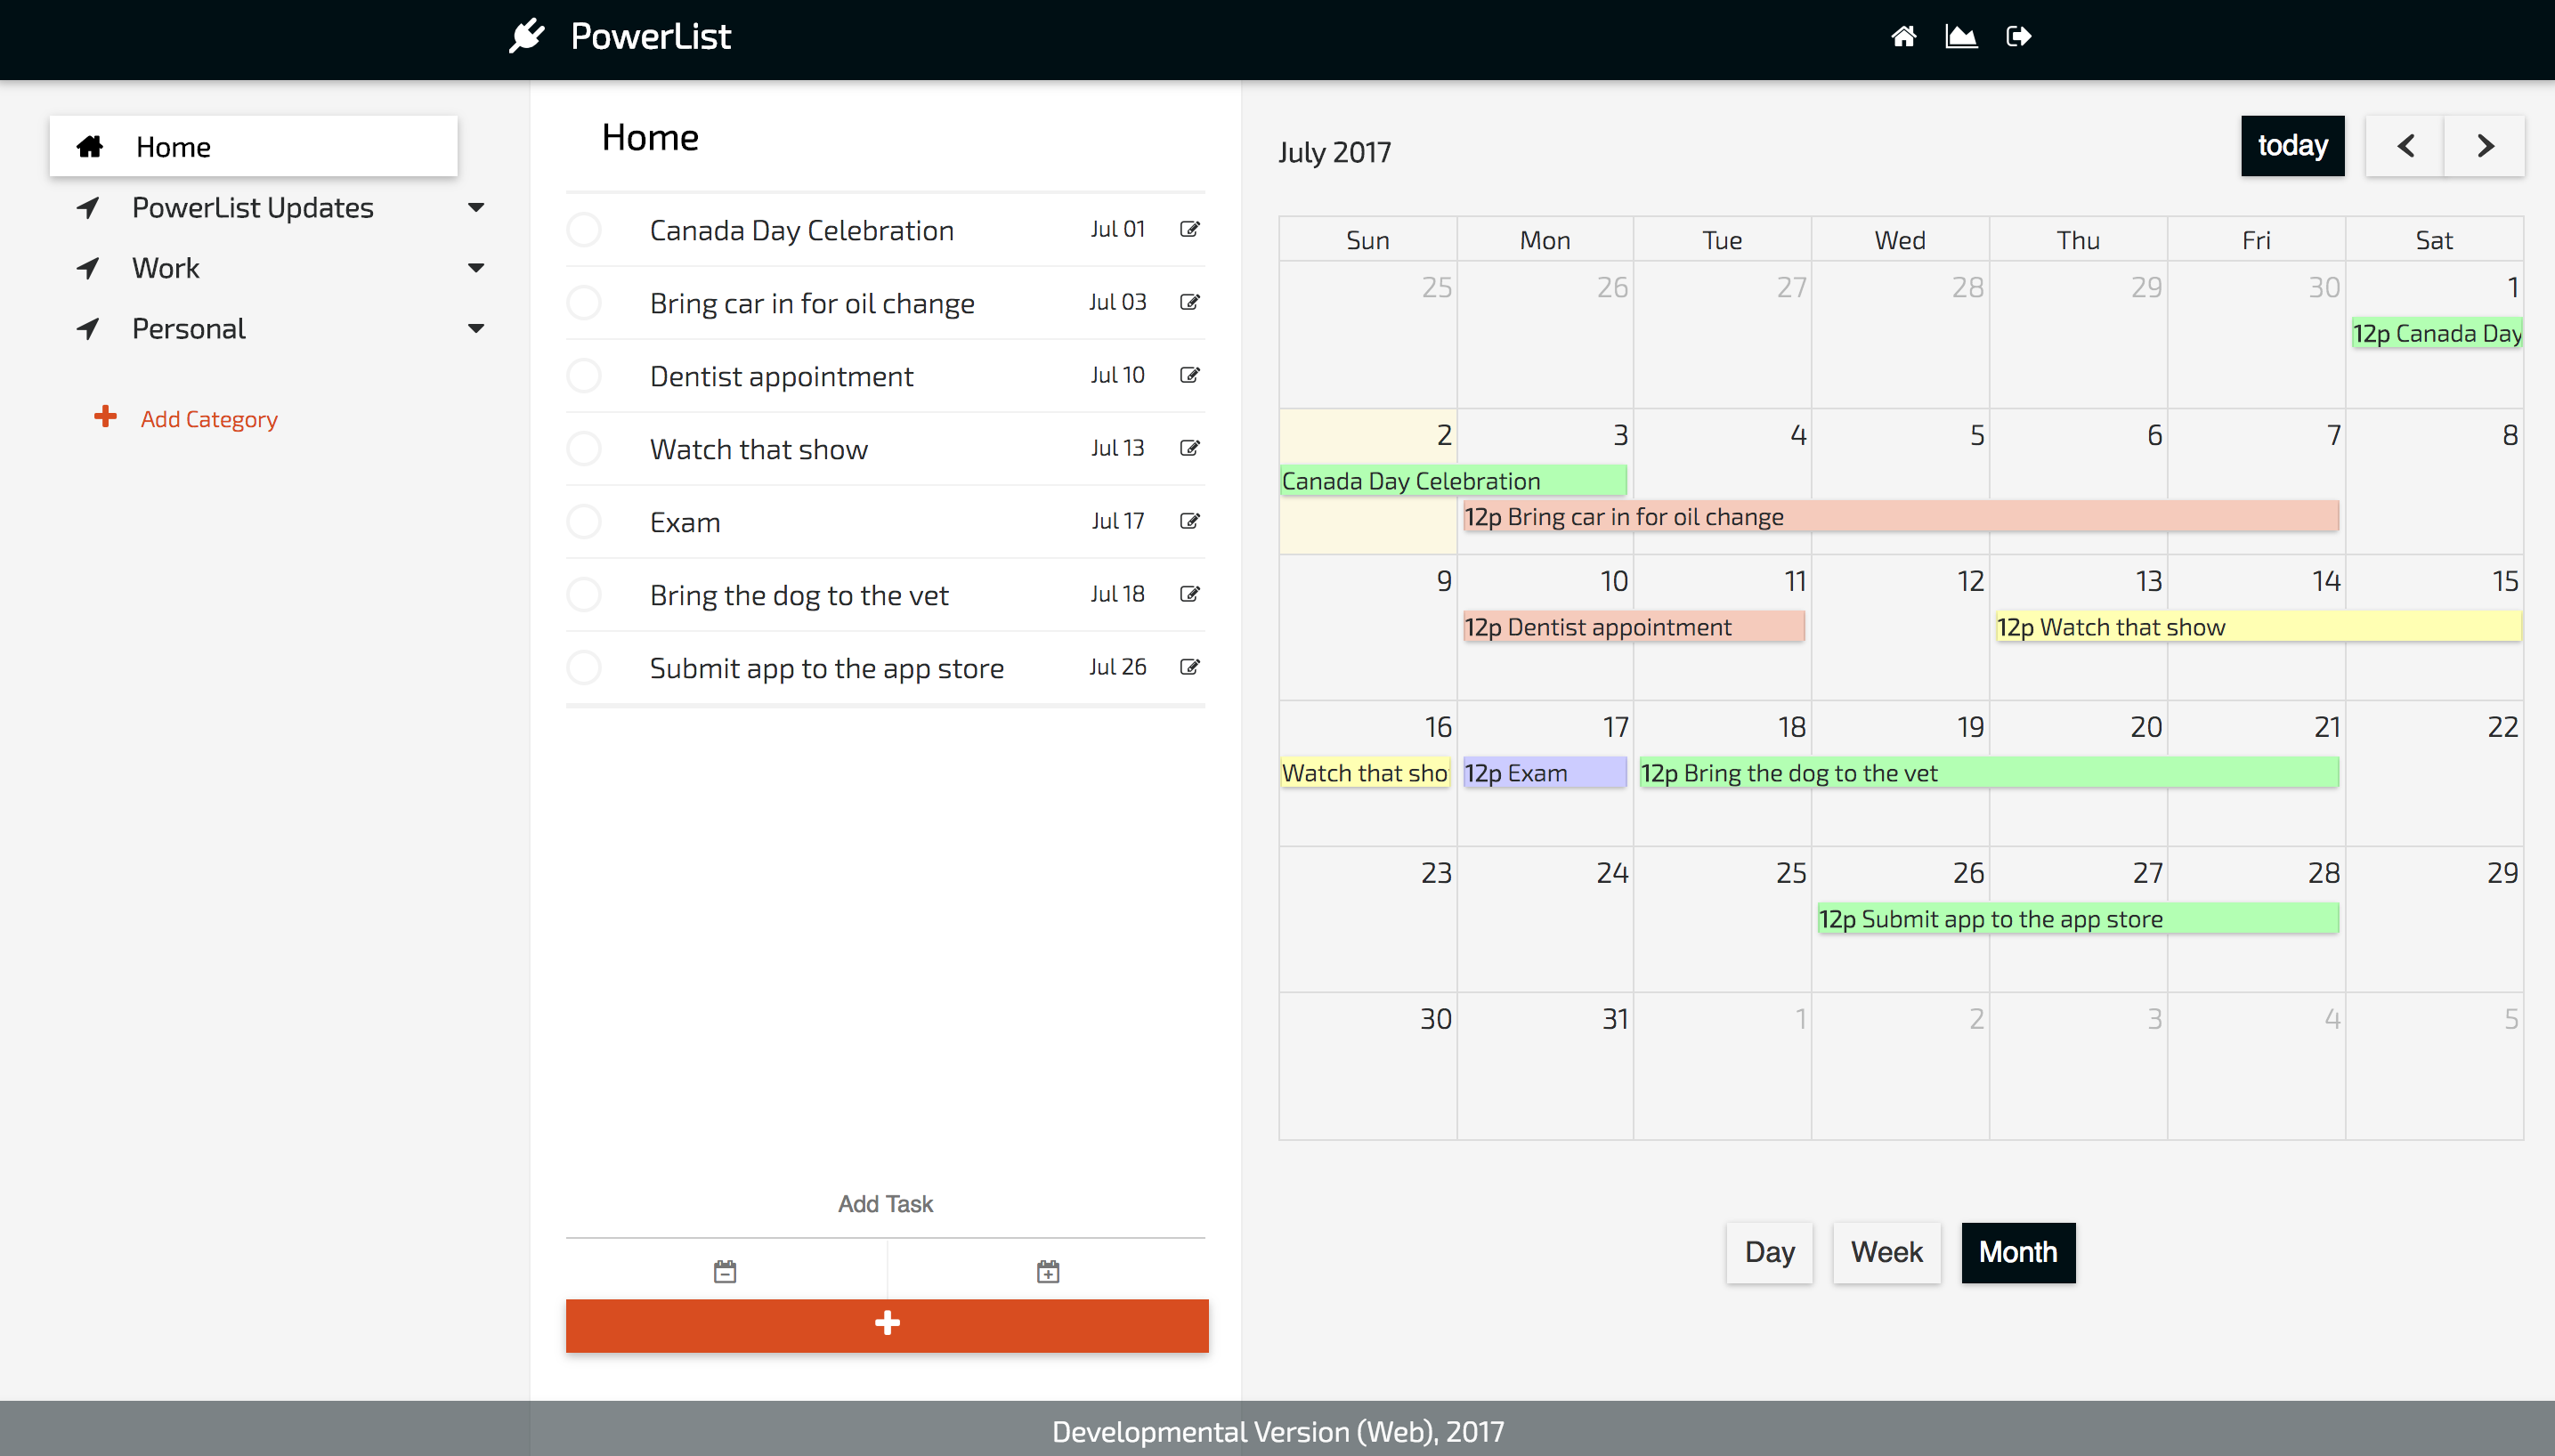 PowerList
Home
PowerList Updates
Work
Personal
Add Category
Home
Canada Day Celebration Jul 01
Bring car in for oil change Jul 03
Dentist appointment Jul 10
Watch that show Jul 13
Exam Jul 17
Bring the dog to the vet Jul 18
Submit app to the app store Jul 26
Add Task
July 2017
today
Sun Mon Tue Wed Thu Fri Sat
25 26 27 28 29 30 1
12p Canada Day
2 3 4 5 6 7 8
Canada Day Celebration
12p Bring car in for oil change
9 10 11 12 13 14 15
12p Dentist appointment 12p Watch that show
16 17 18 19 20 21 22
Watch that sho 12p Exam 12p Bring the dog to the vet
23 24 25 26 27 28 29
12p Submit app to the app store
30 31 1 2 3 4 5
Day Week Month
Developmental Version (Web), 2017